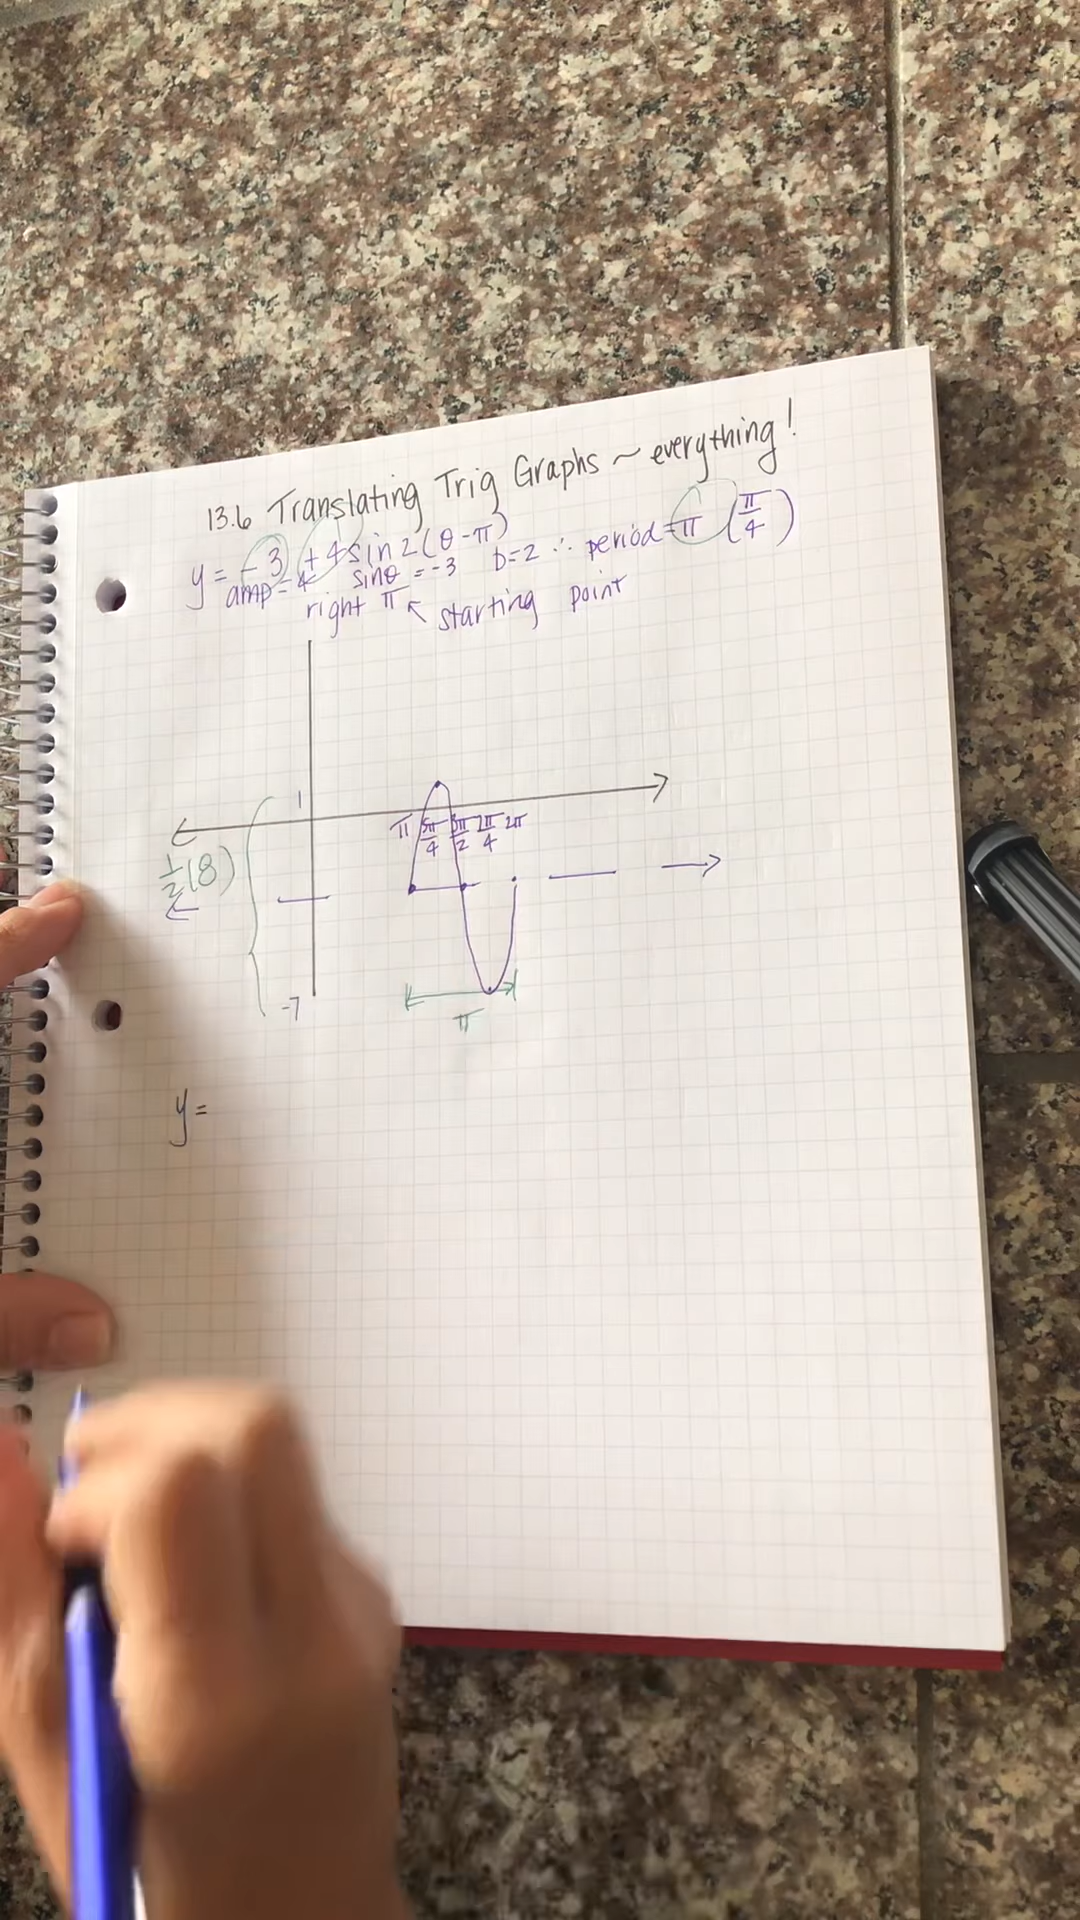 13.6 Translating Trig Graphs ~ everything!
y = -3 + 4 sin 2(θ - π) b=2 ∴ period = π (π/4)
amp = 4 sinθ = -3
right π ← starting point
1
π 5π/4 3π/2 7π/4 2π
1/2(8)
-7
π
y =